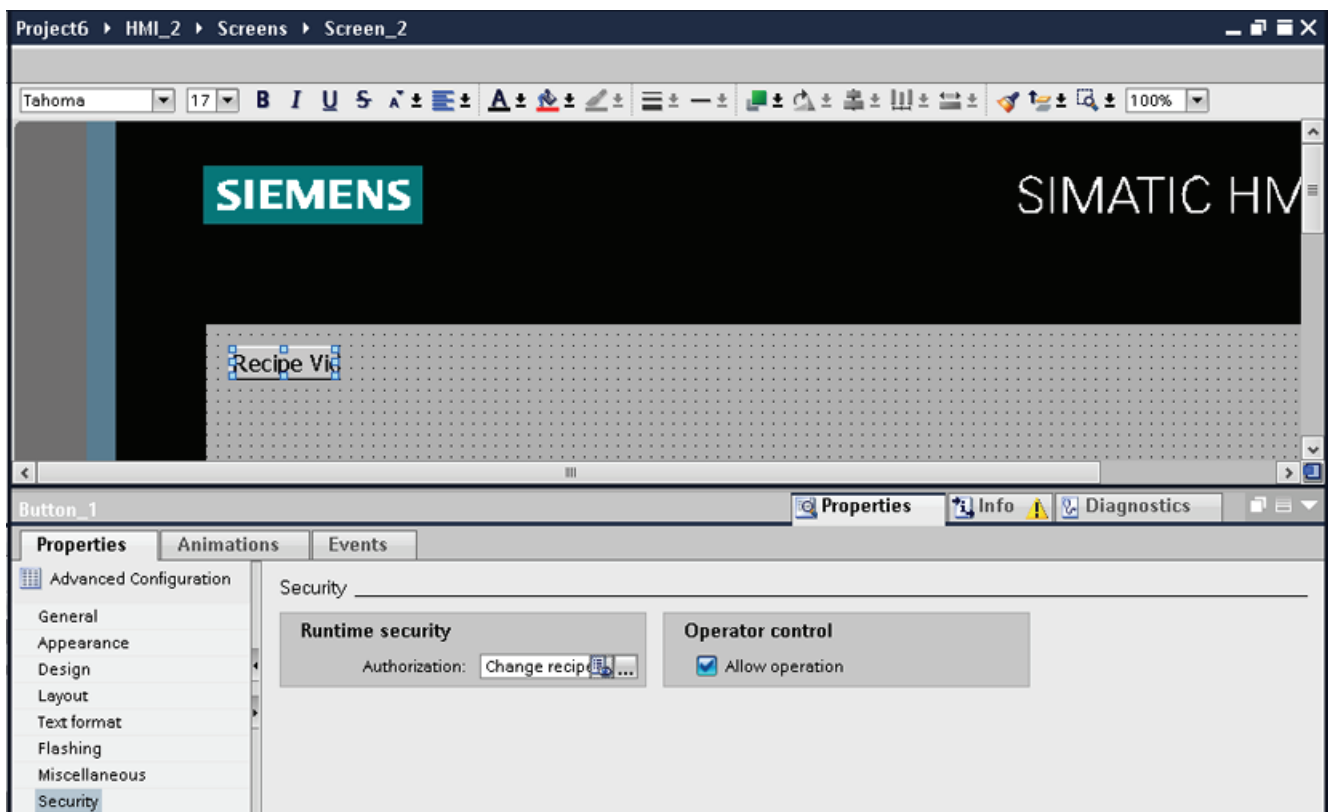 Project6 ▸ HMI_2 ▸ Screens ▸ Screen_2
Tahoma 17 B I U S A A 100%
SIEMENS SIMATIC HM
Recipe Vie
Button_1 Properties Info Diagnostics
Properties Animations Events
Advanced Configuration
Security
General
Runtime security Operator control
Appearance
Authorization: Change recip ... Allow operation
Design
Layout
Text format
Flashing
Miscellaneous
Security